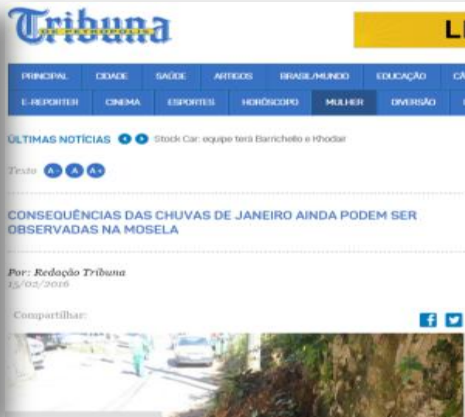 Tribuna
DE PETRÓPOLIS
PRINCIPAL CIDADE SAÚDE ARTIGOS BRASIL/MUNDO EDUCAÇÃO
E-REPORTER CINEMA ESPORTES HORÓSCOPO MULHER DIVERSÃO
ÚLTIMAS NOTÍCIAS Stock Car: equipe terá Barrichello e Khodair
Texto A- A A+
CONSEQUÊNCIAS DAS CHUVAS DE JANEIRO AINDA PODEM SER
OBSERVADAS NA MOSELA
Por: Redação Tribuna
15/02/2016
Compartilhar: